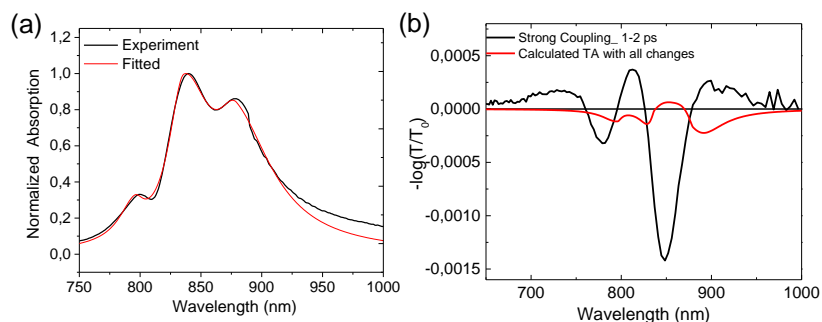 (a)
1,2
1,0
0,8
0,6
0,4
0,2
0,0
Normalized Absorption
Experiment
Fitted
750 800 850 900 950 1000
Wavelength (nm)
(b)
0,0005
0,0000
-0,0005
-0,0010
-0,0015
-log(T/T0)
Strong Coupling_ 1-2 ps
Calculated TA with all changes
700 800 900 1000
Wavelength (nm)